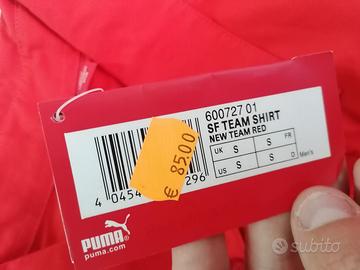 600727 01
SF TEAM SHIRT
NEW TEAM RED
UK S S FR
US S S D Men's
€ 85.00
4 0454 296
PUMA
puma.com
subito